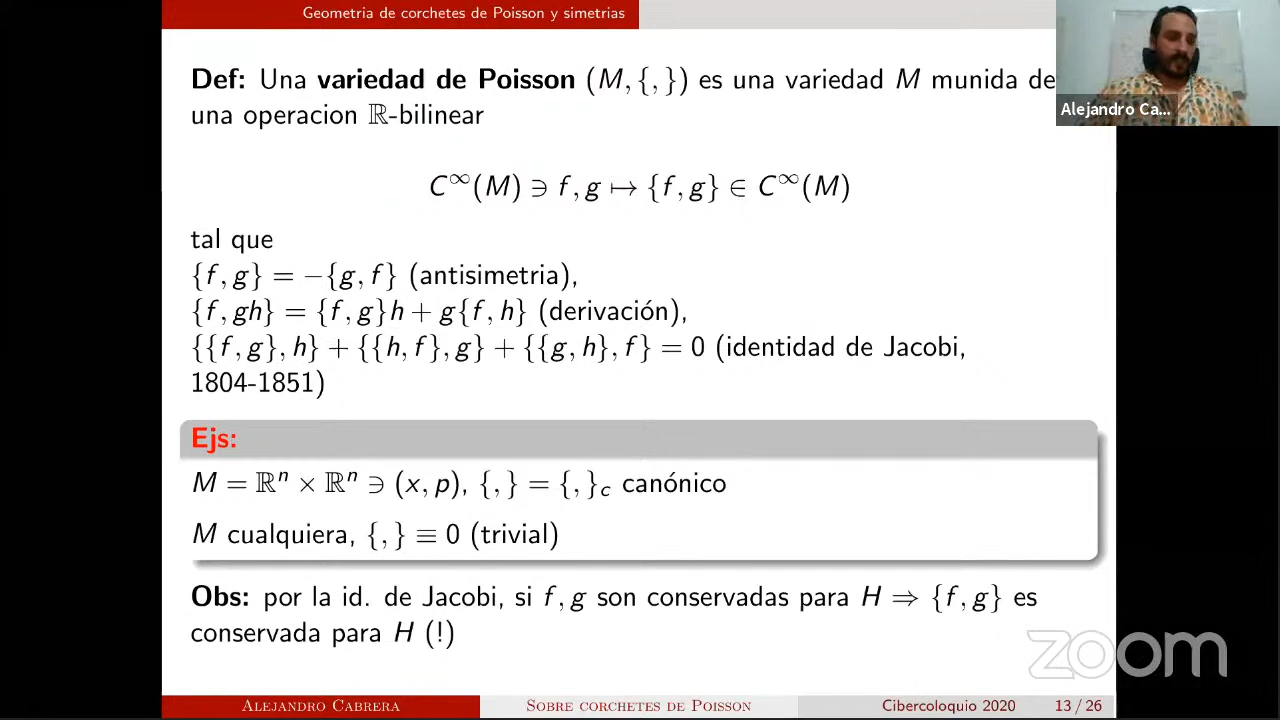 Geometria de corchetes de Poisson y simetrias
Def: Una variedad de Poisson (M, {, }) es una variedad M munida de
una operacion ℝ-bilinear
C^∞(M) ∋ f, g ↦ {f, g} ∈ C^∞(M)
tal que
{f, g} = −{g, f} (antisimetria),
{f, gh} = {f, g}h + g{f, h} (derivación),
{{f, g}, h} + {{h, f}, g} + {{g, h}, f} = 0 (identidad de Jacobi,
1804-1851)
Ejs:
M = ℝⁿ × ℝⁿ ∋ (x, p), {, } = {, }_c canónico
M cualquiera, {, } ≡ 0 (trivial)
Obs: por la id. de Jacobi, si f, g son conservadas para H ⇒ {f, g} es
conservada para H (!)
Alejandro Ca...
zoom
Alejandro Cabrera
Sobre corchetes de Poisson
Cibercoloquio 2020
13 / 26